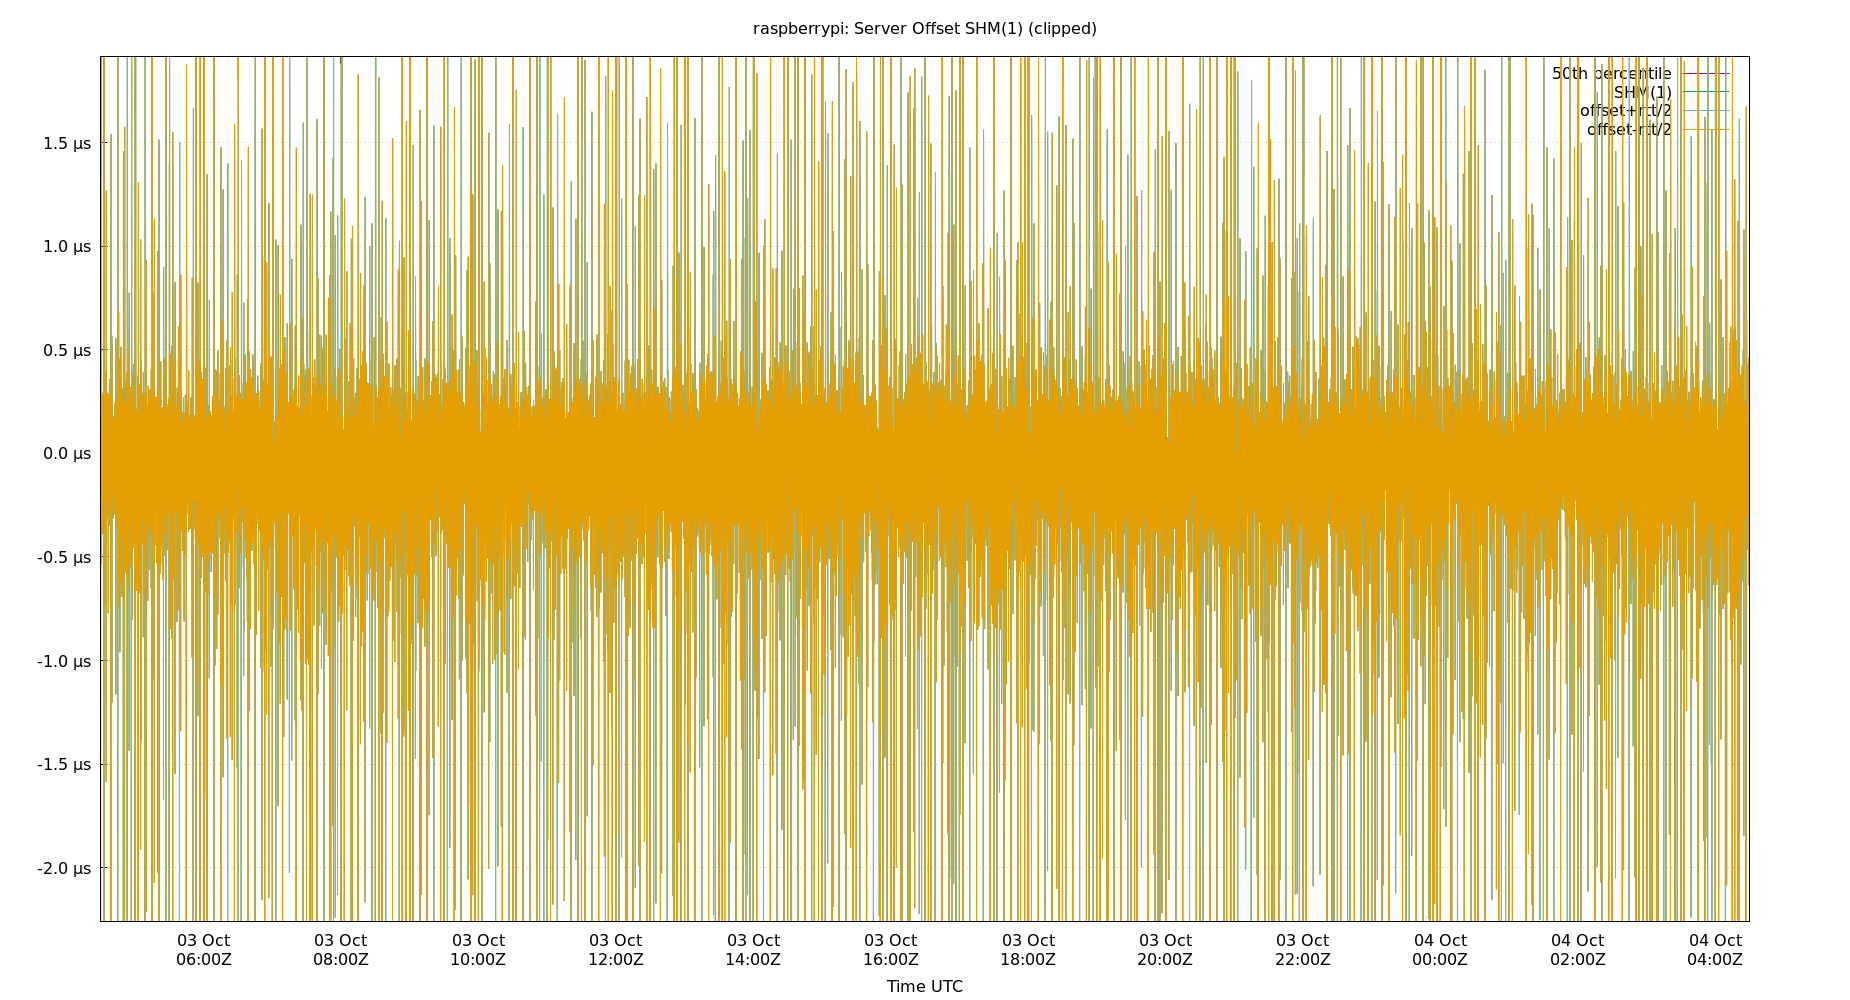 raspberrypi: Server Offset SHM(1) (clipped)
50th percentile
SHM(1)
offset+rtt/2
offset-rtt/2
1.5 µs
1.0 µs
0.5 µs
0.0 µs
-0.5 µs
-1.0 µs
-1.5 µs
-2.0 µs
03 Oct 03 Oct 03 Oct 03 Oct 03 Oct 03 Oct 03 Oct 03 Oct 03 Oct 04 Oct 04 Oct 04 Oct
06:00Z 08:00Z 10:00Z 12:00Z 14:00Z 16:00Z 18:00Z 20:00Z 22:00Z 00:00Z 02:00Z 04:00Z
Time UTC